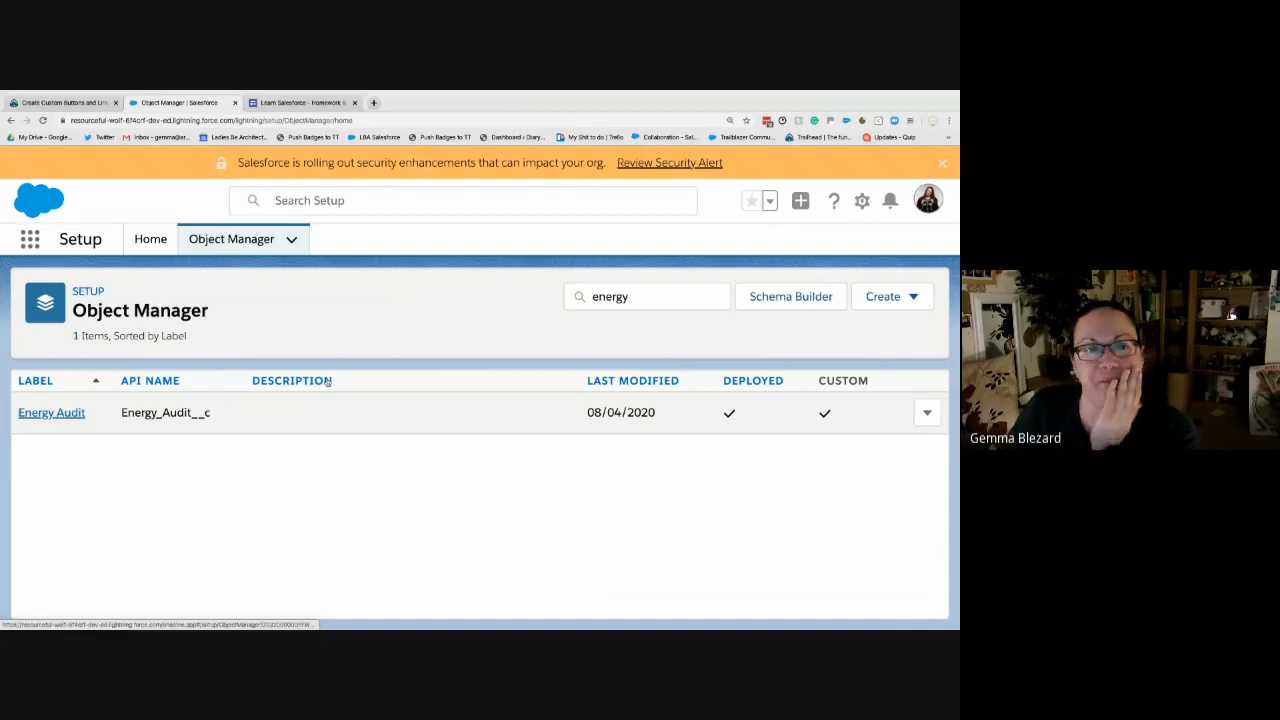 Create Custom Buttons and Lin
Object Manager | Salesforce
Learn Salesforce - Homework &
resourceful-wolf-6f4crf-dev-ed.lightning.force.com/lightning/setup/ObjectManager/home
My Drive - Google...
Twitter
Inbox - gemma@ar...
Ladies Be Architect...
Push Badges to TT
LBA Salesforce
Push Badges to TT
Dashboard ‹ Diary...
My Shit to do | Trello
Collaboration - Sal...
Trailblazer Commu...
Trailhead | The fun...
Updates - Quip
Salesforce is rolling out security enhancements that can impact your org. Review Security Alert
Search Setup
Setup
Home
Object Manager
SETUP
Object Manager
1 Items, Sorted by Label
energy
Schema Builder
Create
LABEL
API NAME
DESCRIPTION
LAST MODIFIED
DEPLOYED
CUSTOM
Energy Audit
Energy_Audit__c
08/04/2020
Gemma Blezard